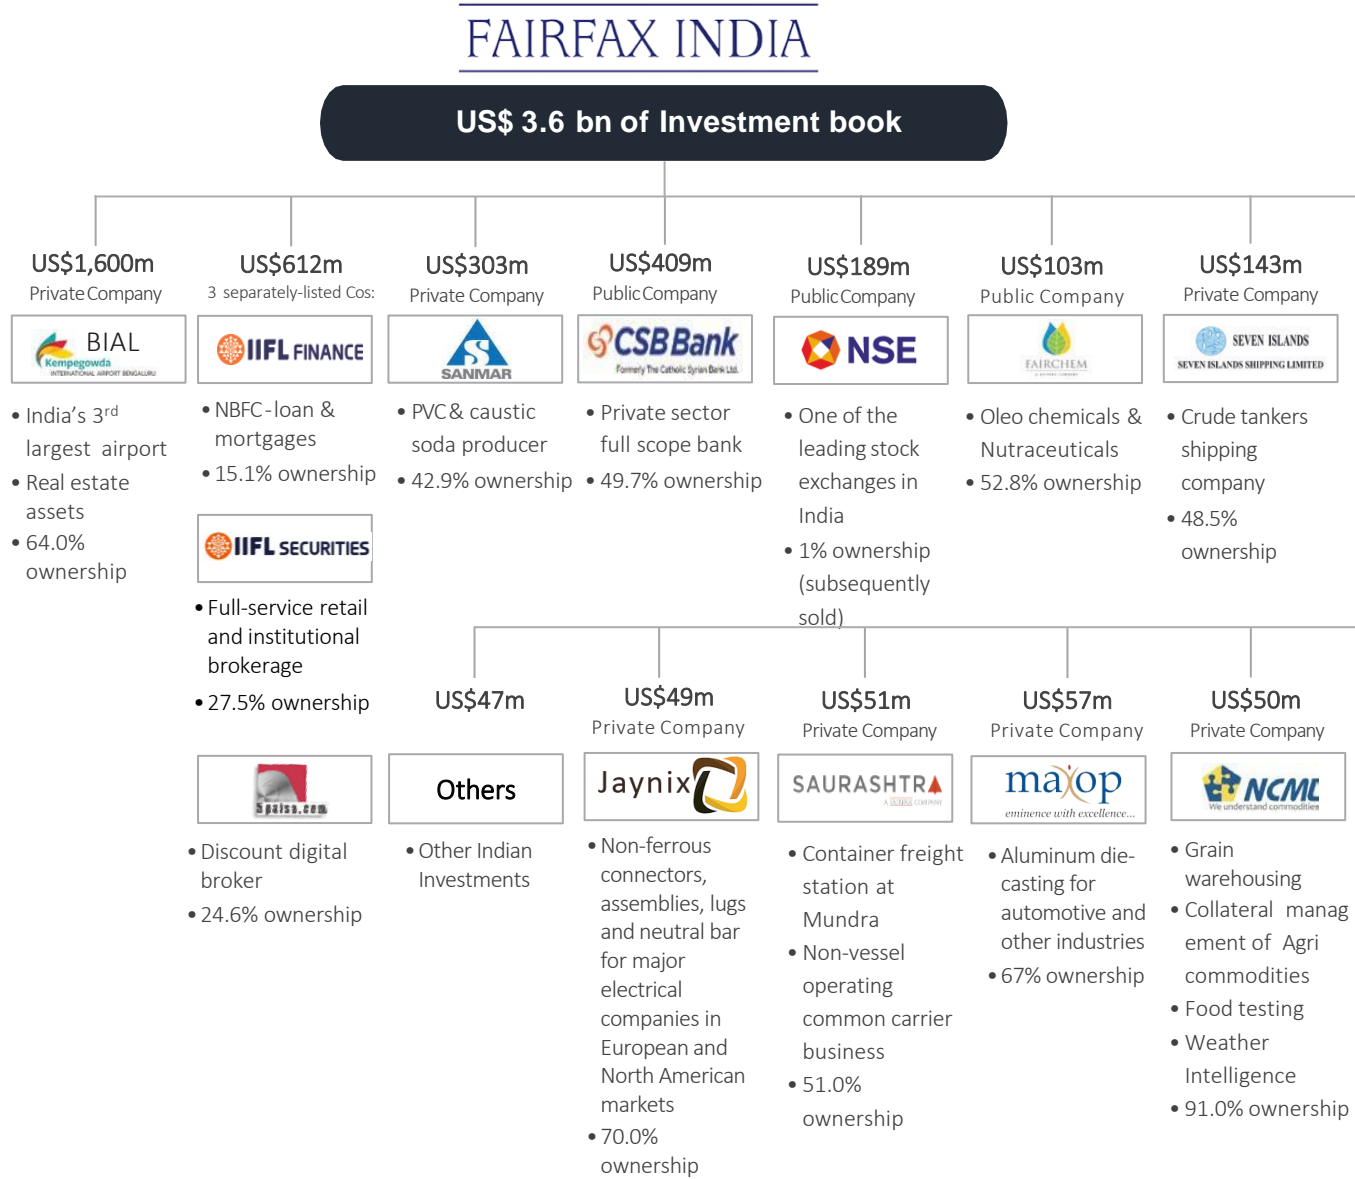 FAIRFAX INDIA
US$ 3.6 bn of Investment book
US$1,600m
Private Company
BIAL
Kempegowda
INTERNATIONAL AIRPORT BENGALURU
• India's 3rd
largest airport
• Real estate
assets
• 64.0%
ownership
US$612m
3 separately-listed Cos:
IIFL FINANCE
• NBFC-loan &
mortgages
• 15.1% ownership
IIFL SECURITIES
• Full-service retail
and institutional
brokerage
• 27.5% ownership
5paisa.com
• Discount digital
broker
• 24.6% ownership
US$303m
Private Company
SANMAR
• PVC & caustic
soda producer
• 42.9% ownership
US$409m
Public Company
CSB Bank
Formerly The Catholic Syrian Bank Ltd.
• Private sector
full scope bank
• 49.7% ownership
US$189m
Public Company
NSE
• One of the
leading stock
exchanges in
India
• 1% ownership
(subsequently
sold)
US$103m
Public Company
FAIRCHEM
• Oleo chemicals &
Nutraceuticals
• 52.8% ownership
US$143m
Private Company
SEVEN ISLANDS
SEVEN ISLANDS SHIPPING LIMITED
• Crude tankers
shipping
company
• 48.5%
ownership
US$47m
Others
• Other Indian
Investments
US$49m
Private Company
Jaynix
• Non-ferrous
connectors,
assemblies, lugs
and neutral bar
for major
electrical
companies in
European and
North American
markets
• 70.0%
ownership
US$51m
Private Company
SAURASHTRA
A FAIRFAX COMPANY
• Container freight
station at
Mundra
• Non-vessel
operating
common carrier
business
• 51.0%
ownership
US$57m
Private Company
maxop
eminence with excellence...
• Aluminum die-
casting for
automotive and
other industries
• 67% ownership
US$50m
Private Company
NCML
We understand commodities
• Grain
warehousing
• Collateral manag
ement of Agri
commodities
• Food testing
• Weather
Intelligence
• 91.0% ownership